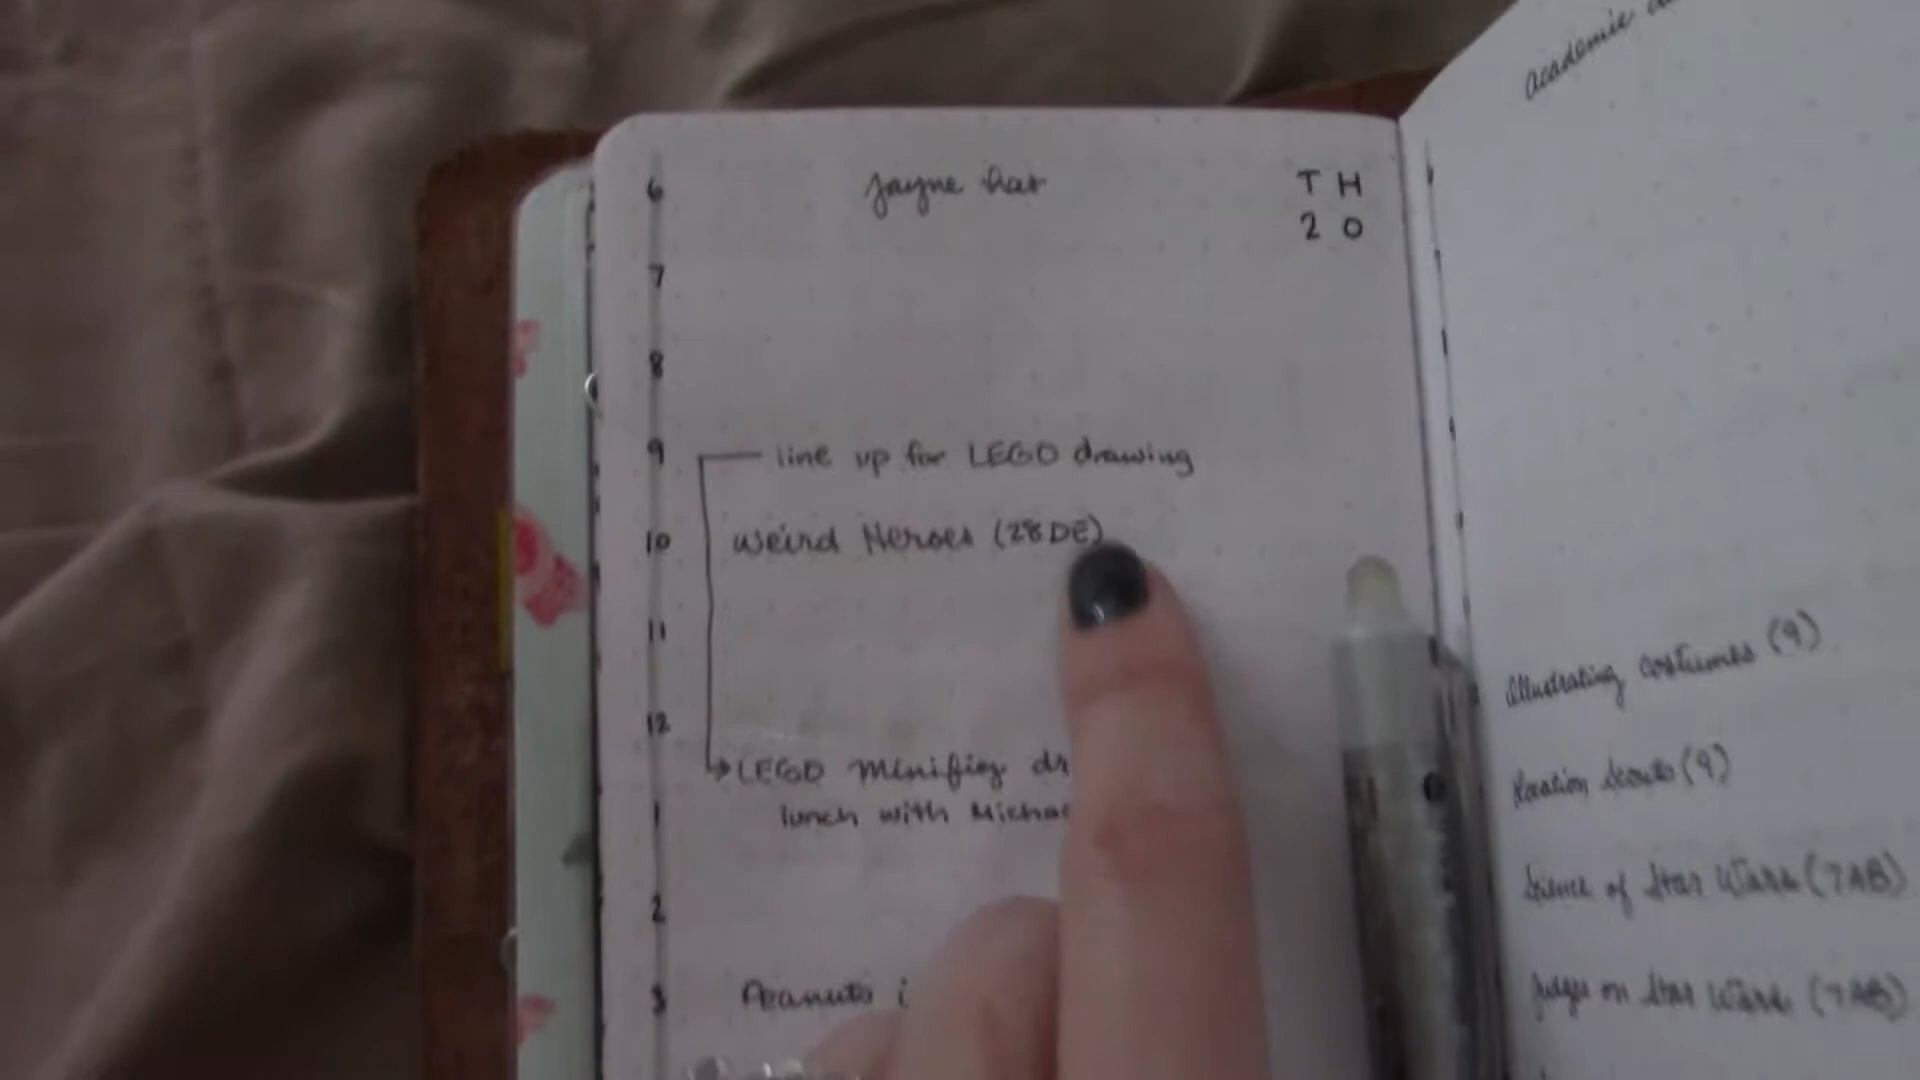 6 Jayne hat T H
2 0
7
8
9 line up for LEGO drawing
10 Weird Heroes (28DE)
11
12
LEGO Minifig
1 lunch with
2
3 Peanuts
academic
illustrating costumes (9)
location scouts (9)
Science of Star Wars (7AB)
Judges on Star Wars (7AB)